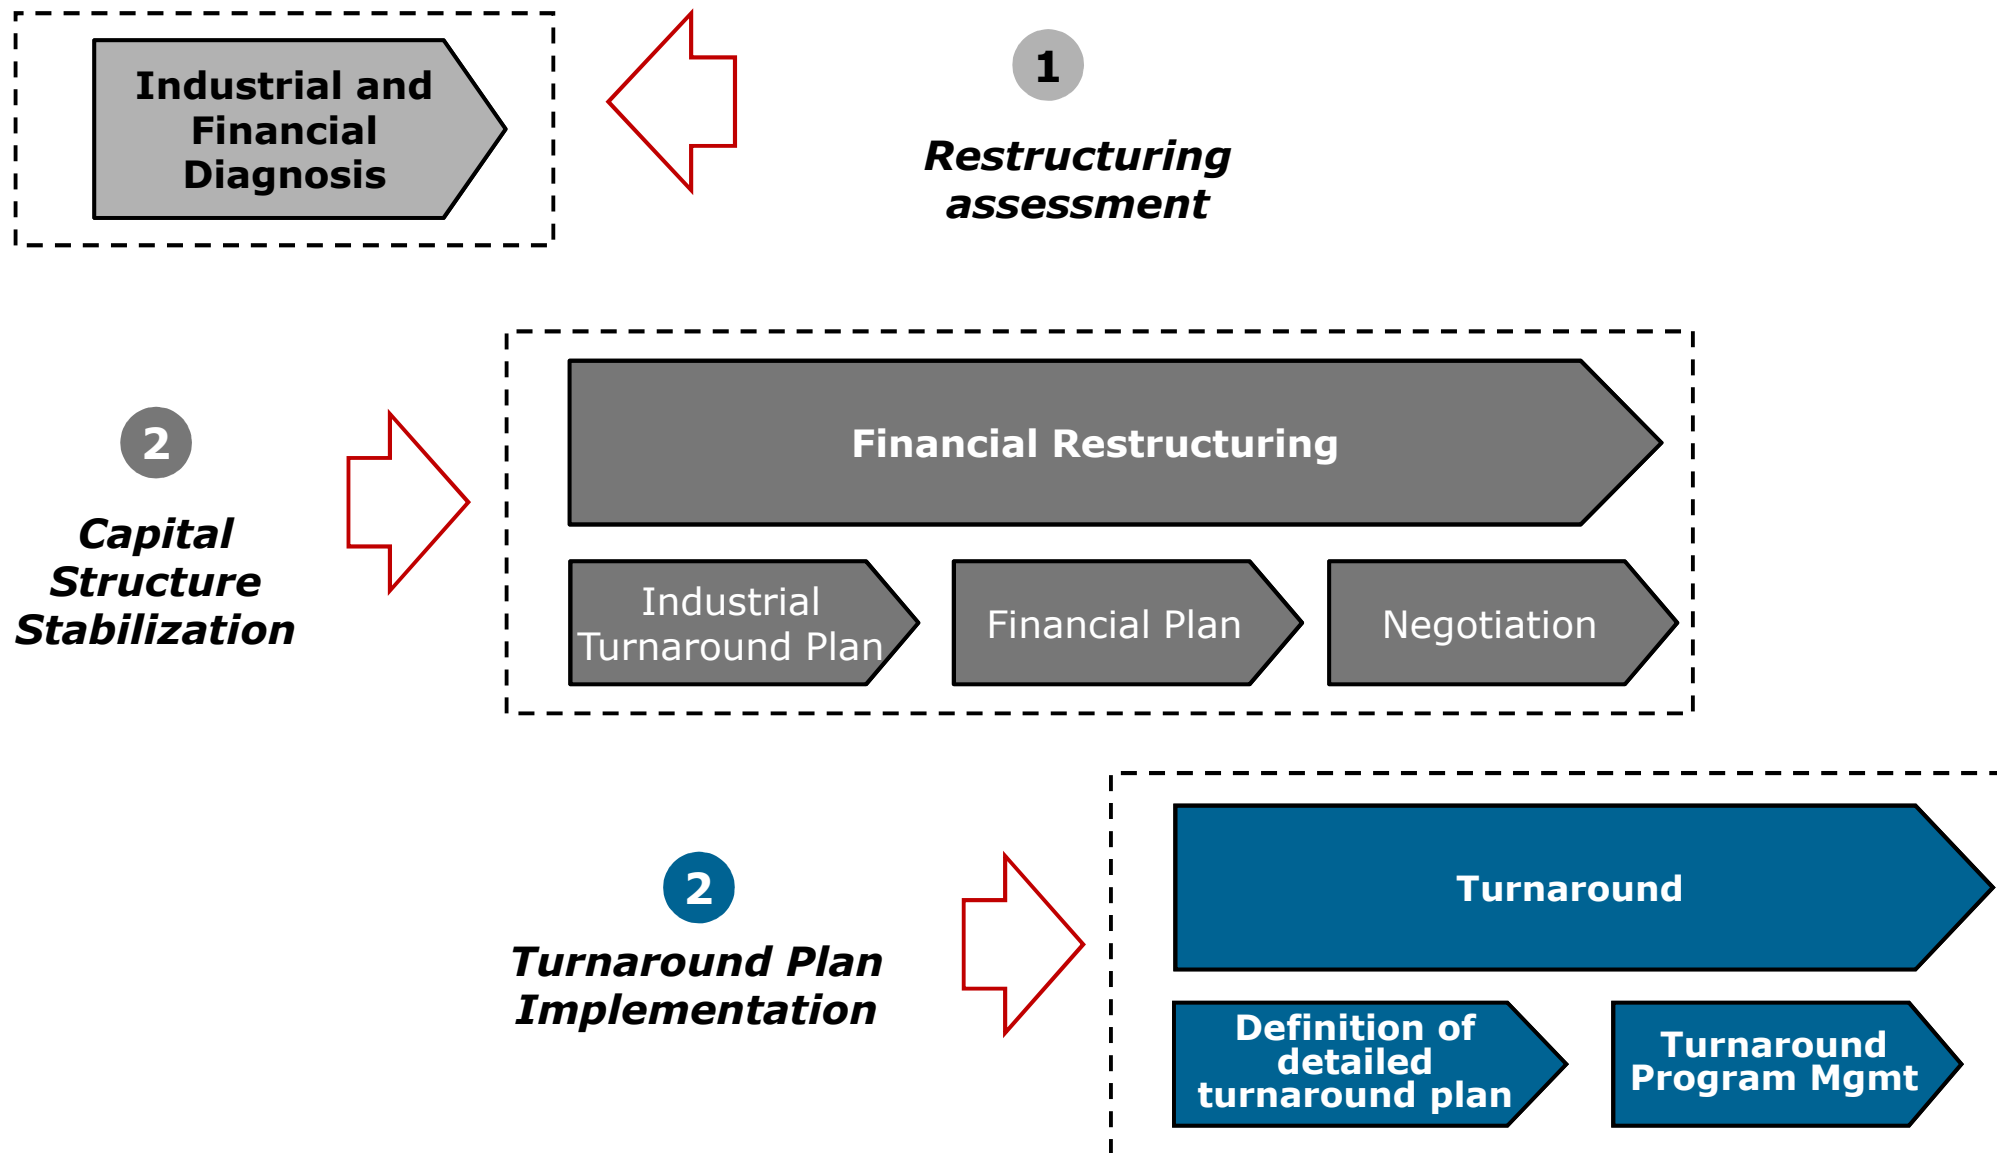 Industrial and
Financial
Diagnosis
1
Restructuring
assessment
2
Capital
Structure
Stabilization
Financial Restructuring
Industrial
Turnaround Plan
Financial Plan
Negotiation
2
Turnaround Plan
Implementation
Turnaround
Definition of
detailed
turnaround plan
Turnaround
Program Mgmt